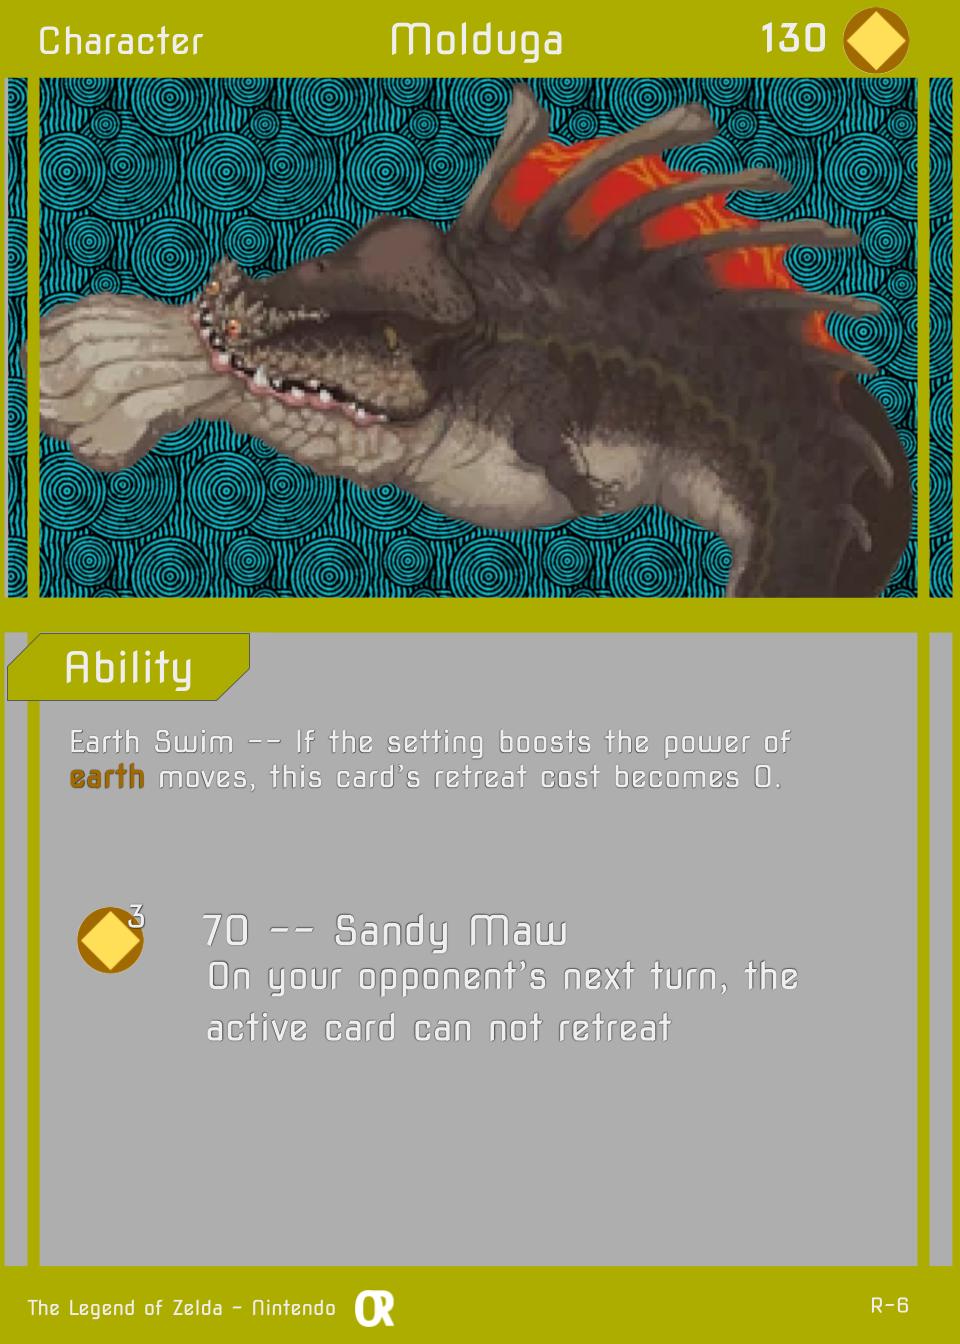 Character Molduga 130
Ability
Earth Swim -- If the setting boosts the power of
earth moves, this card's retreat cost becomes 0.
3 70 -- Sandy Maw
On your opponent's next turn, the
active card can not retreat
The Legend of Zelda - Nintendo OR R-6